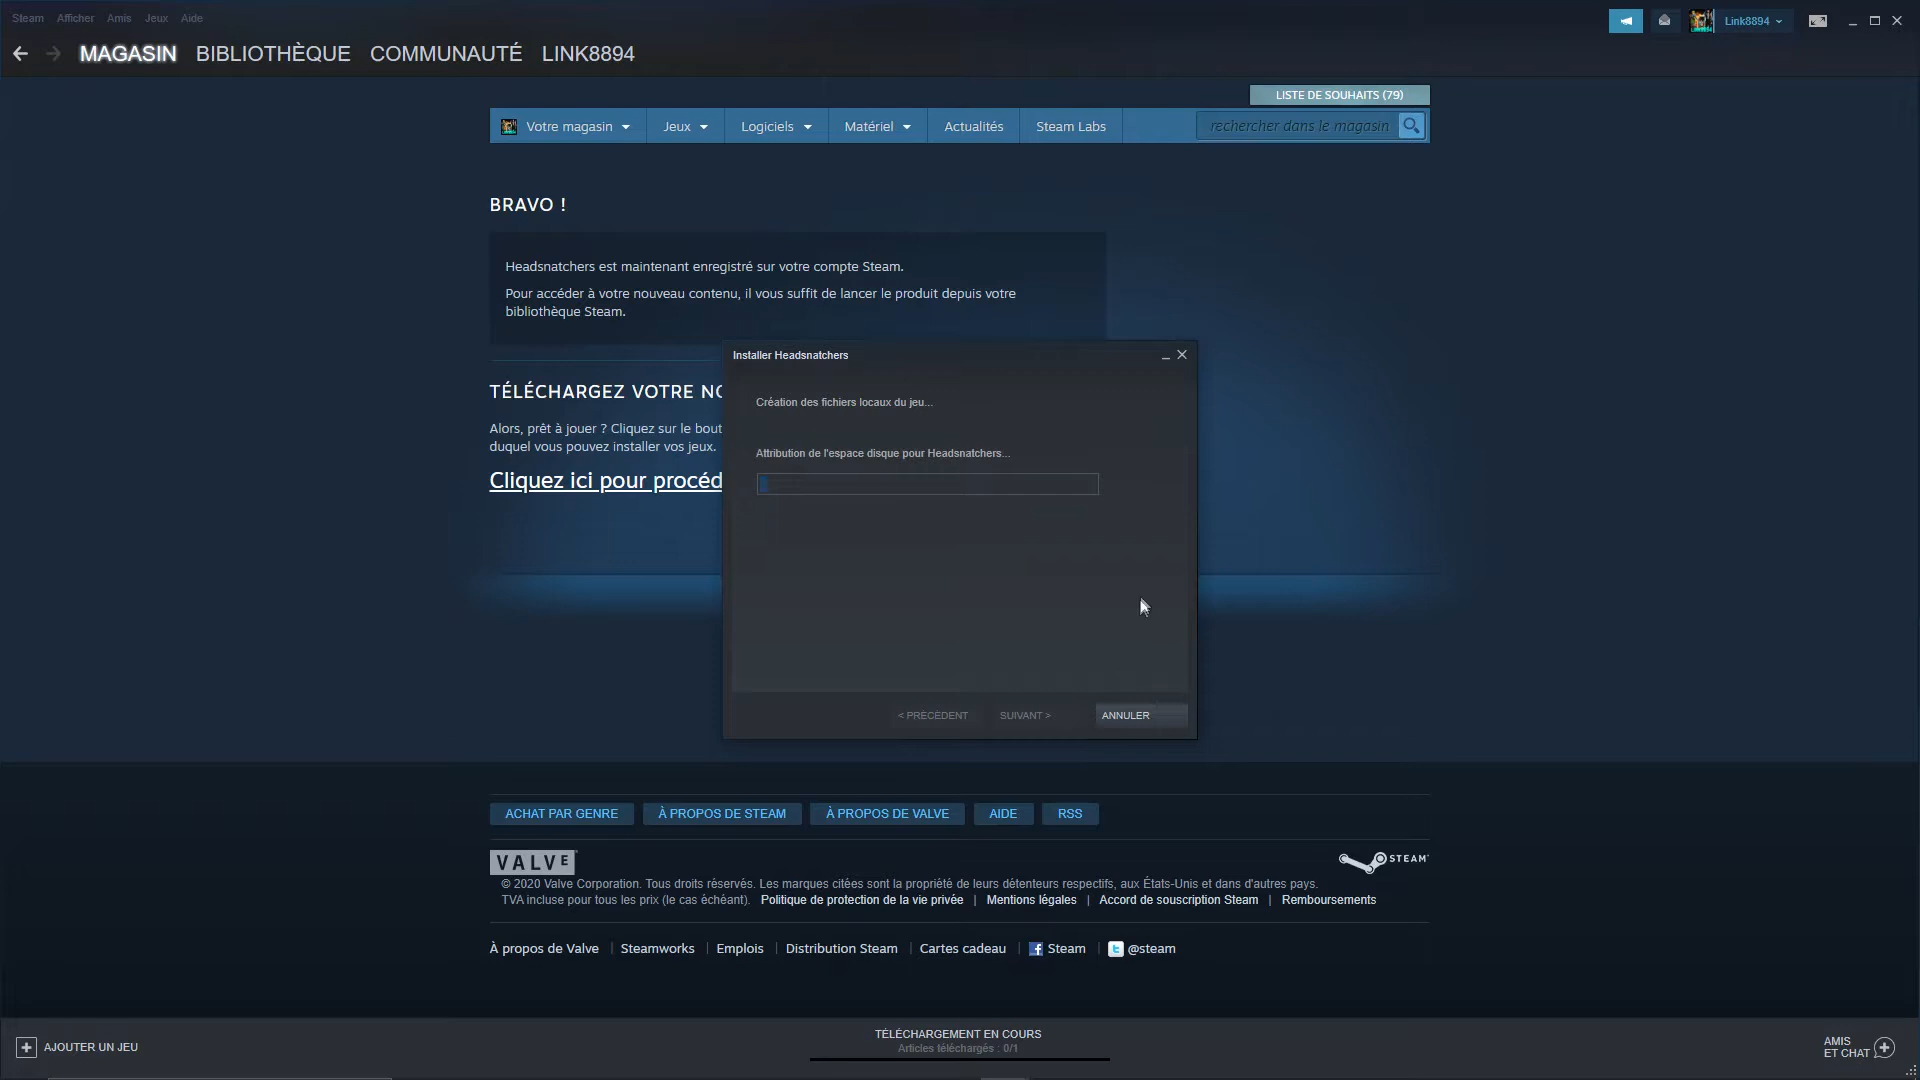 Steam Afficher Amis Jeux Aide
Link8894
MAGASIN BIBLIOTHÈQUE COMMUNAUTÉ LINK8894
LISTE DE SOUHAITS (79)
Votre magasin Jeux Logiciels Matériel Actualités Steam Labs rechercher dans le magasin
BRAVO !
Headsnatchers est maintenant enregistré sur votre compte Steam.
Pour accéder à votre nouveau contenu, il vous suffit de lancer le produit depuis votre
bibliothèque Steam.
Installer Headsnatchers
TÉLÉCHARGEZ VOTRE NO
Création des fichiers locaux du jeu...
Alors, prêt à jouer ? Cliquez sur le bout
duquel vous pouvez installer vos jeux.
Attribution de l'espace disque pour Headsnatchers...
Cliquez ici pour procéd
< PRÉCÉDENT SUIVANT > ANNULER
ACHAT PAR GENRE À PROPOS DE STEAM À PROPOS DE VALVE AIDE RSS
VALVE STEAM
© 2020 Valve Corporation. Tous droits réservés. Les marques citées sont la propriété de leurs détenteurs respectifs, aux États-Unis et dans d'autres pays.
TVA incluse pour tous les prix (le cas échéant). Politique de protection de la vie privée | Mentions légales | Accord de souscription Steam | Remboursements
À propos de Valve | Steamworks | Emplois | Distribution Steam | Cartes cadeau | Steam | @steam
AJOUTER UN JEU
TÉLÉCHARGEMENT EN COURS
Articles téléchargés : 0/1
AMIS
ET CHAT